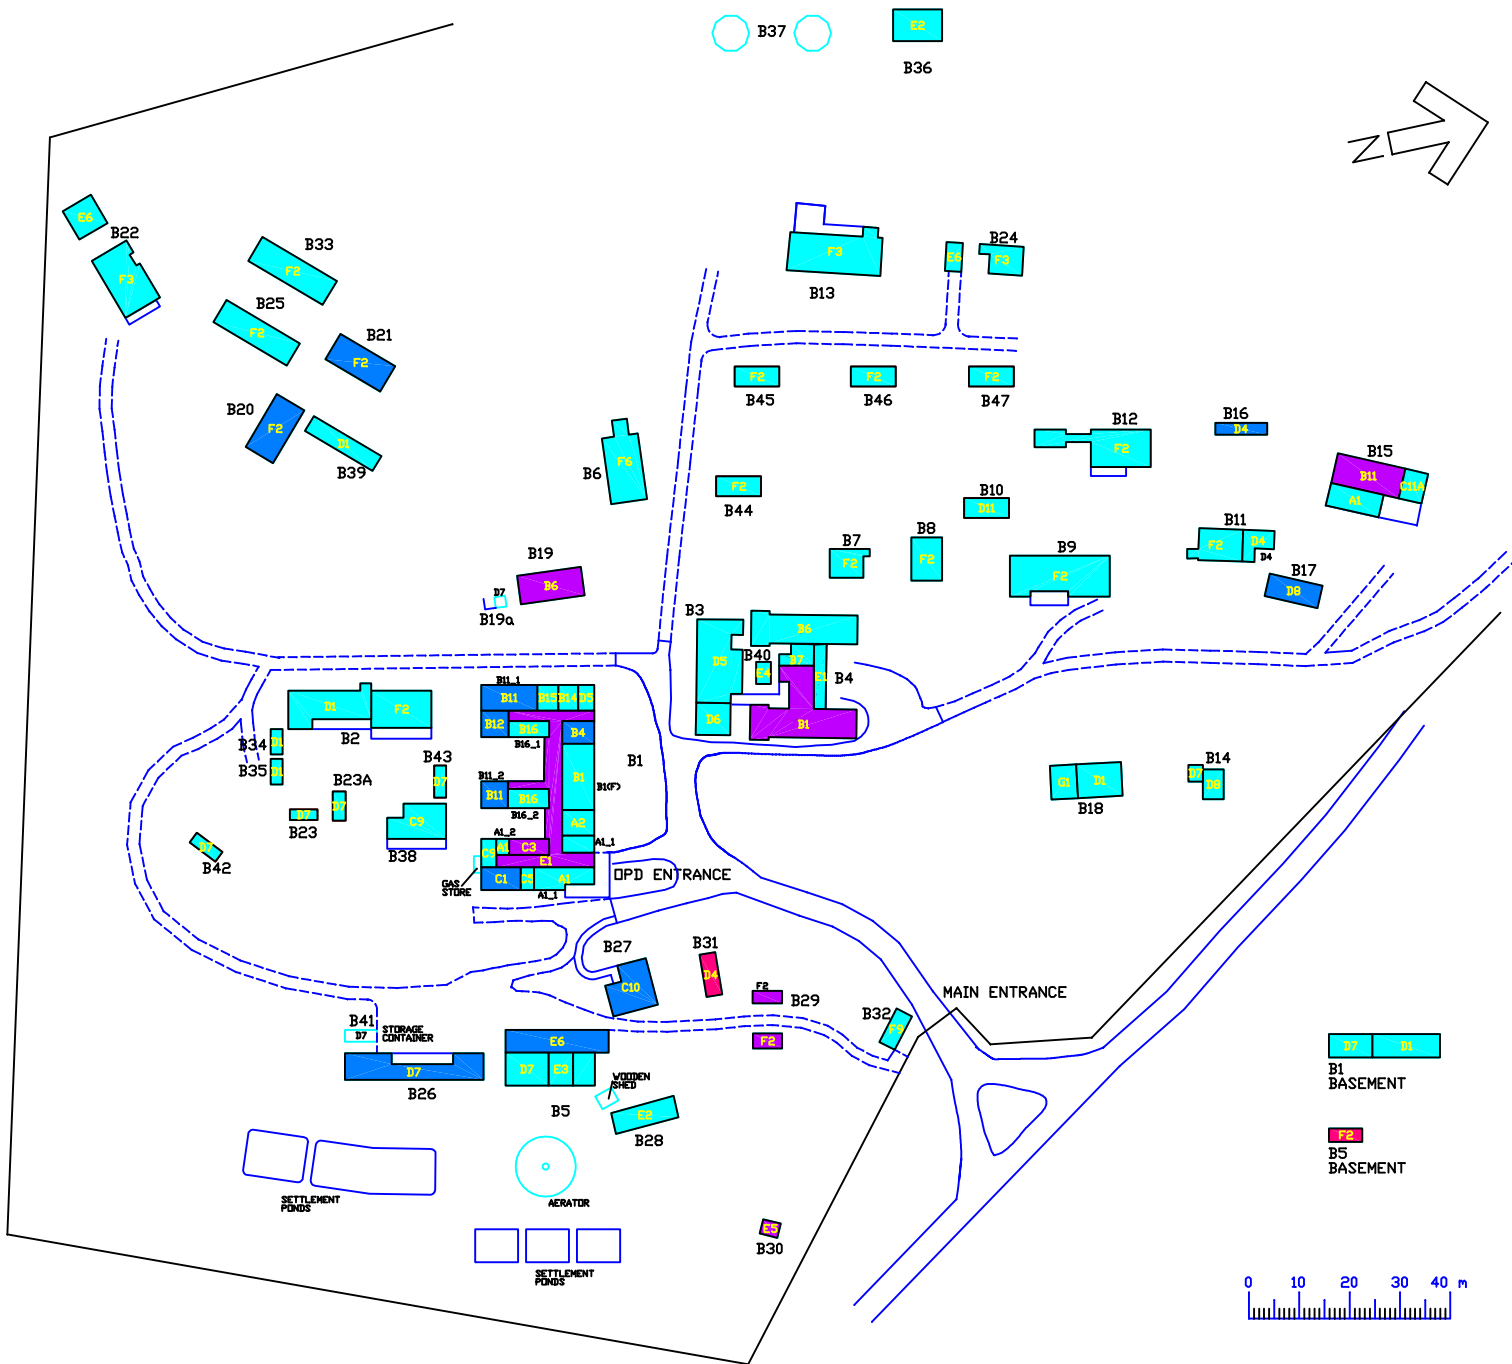 B37
E2
B36
N
E6
B22
F3
B33
F2
B25
F2
B21
F2
B20
F2
D1
B39
F3
B13
E6
B24
F3
F2
B45
F2
B46
F2
B47
B12
F2
B16
D4
B15
B11
C11A
A1
B6
F6
F2
B44
B10
D11
B7
F2
B8
F2
B9
F2
B11
F2
D4
D4
B17
D8
B19
B6
D7
B19a
B3
D5
D6
B40
E4
B6
B7
E1
B4
B1
B11_1
B11
B15
B14
D5
B12
B16
B16_1
B4
B1
B1
B1(F)
B11_2
B11
B16
B16_2
A2
A1_2
A1_1
C9
A1
C3
E1
C1
C5
A1
A1_1
GAS
STORE
OPD ENTRANCE
D1
F2
B2
B34
D1
B35
D1
B43
D7
B23A
D7
D7
B23
C9
B38
D7
B42
G1
D1
B18
D7
B14
D8
B27
C10
B31
D4
F2
B29
F2
B32
F9
MAIN ENTRANCE
B41
D7
STORAGE
CONTAINER
D7
B26
E6
D7
E3
B5
WOODEN
SHED
E2
B28
D7
D1
B1
BASEMENT
F2
B5
BASEMENT
SETTLEMENT
PONDS
AERATOR
E5
B30
SETTLEMENT
PONDS
0 10 20 30 40 m